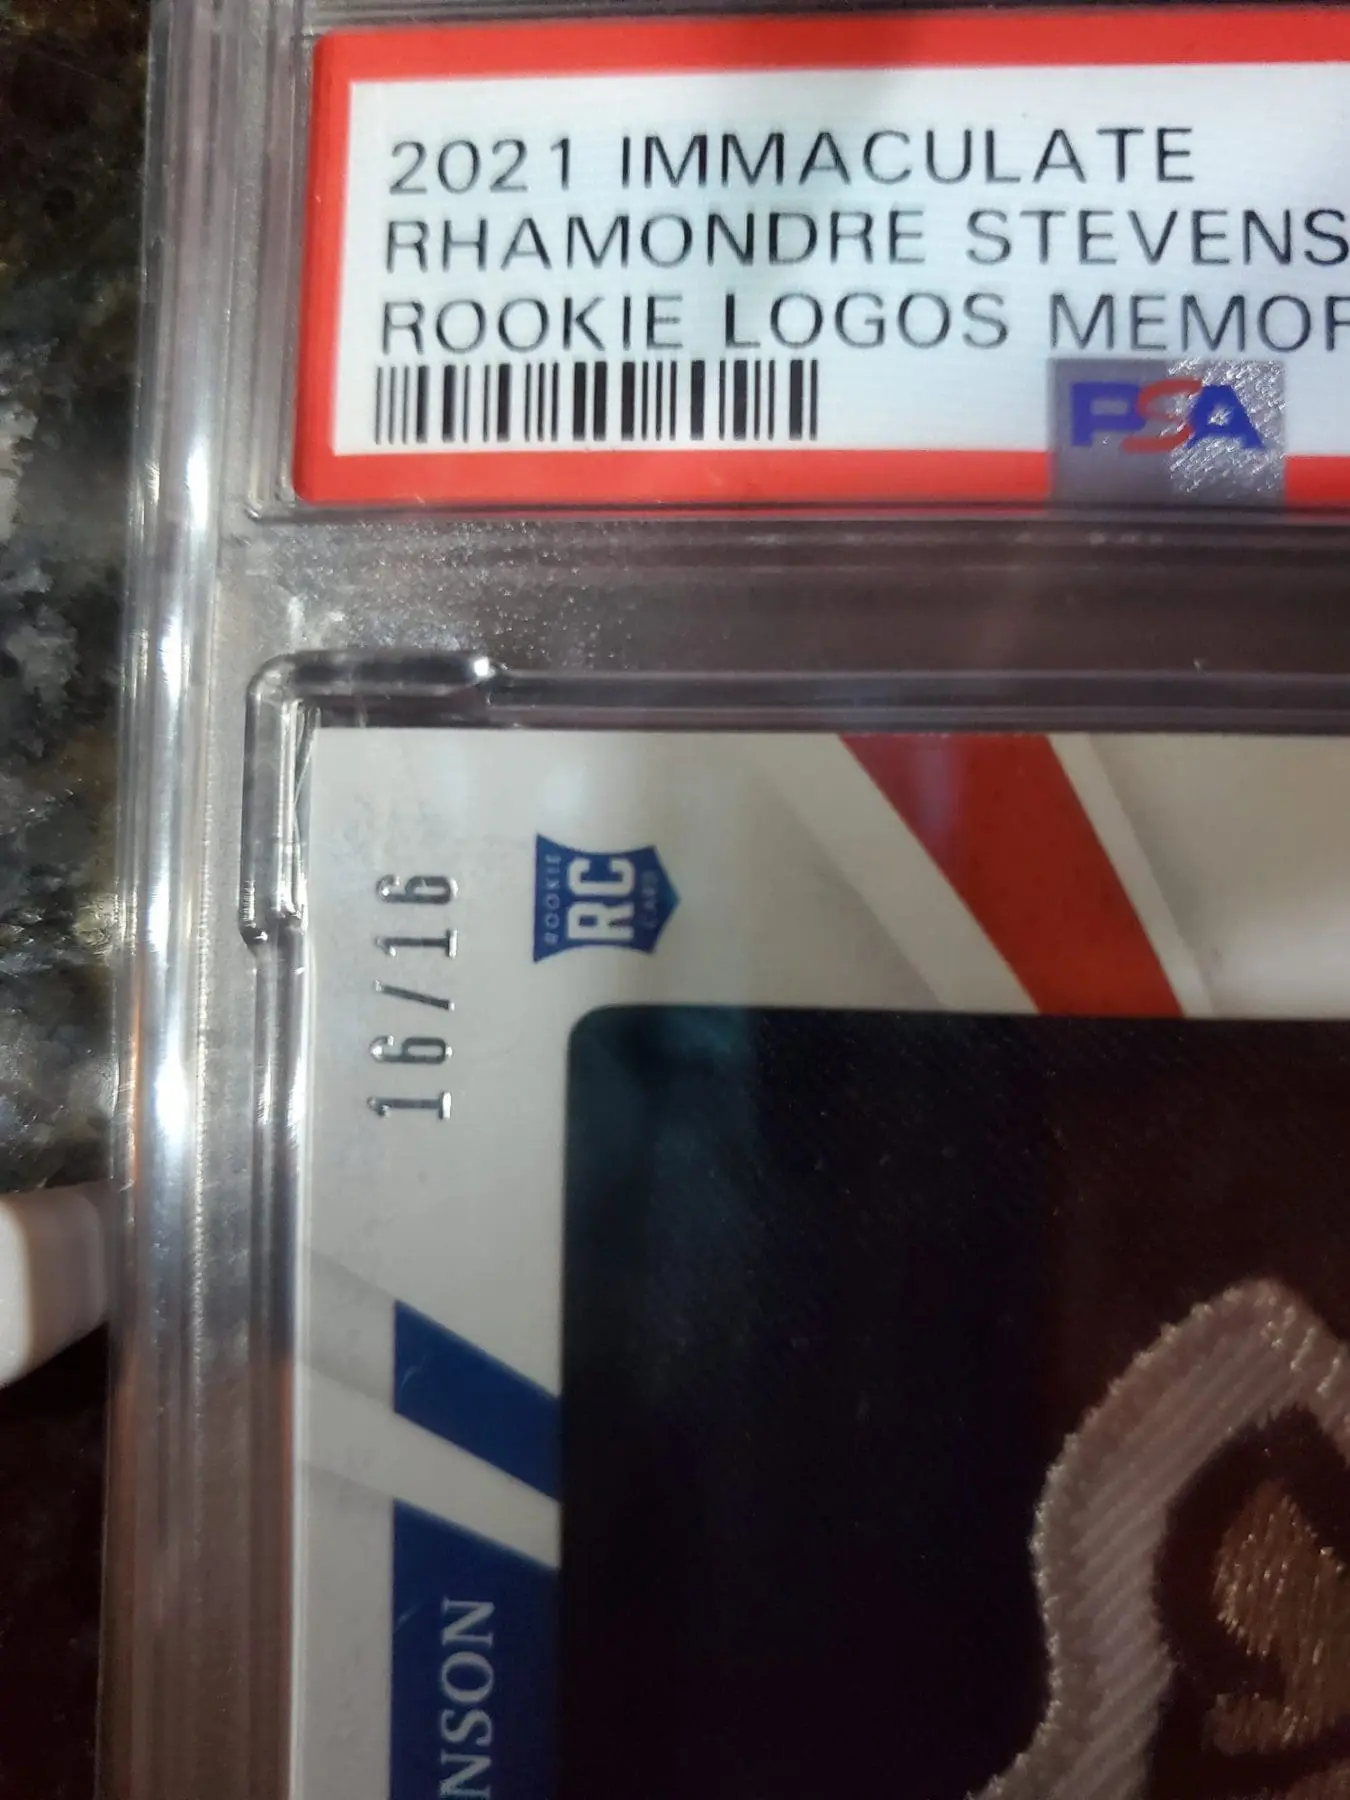 2021 IMMACULATE
RHAMONDRE STEVENS
ROOKIE LOGOS MEMOR
PSA
16/16
ROOKIE
RC
CARD
NSON